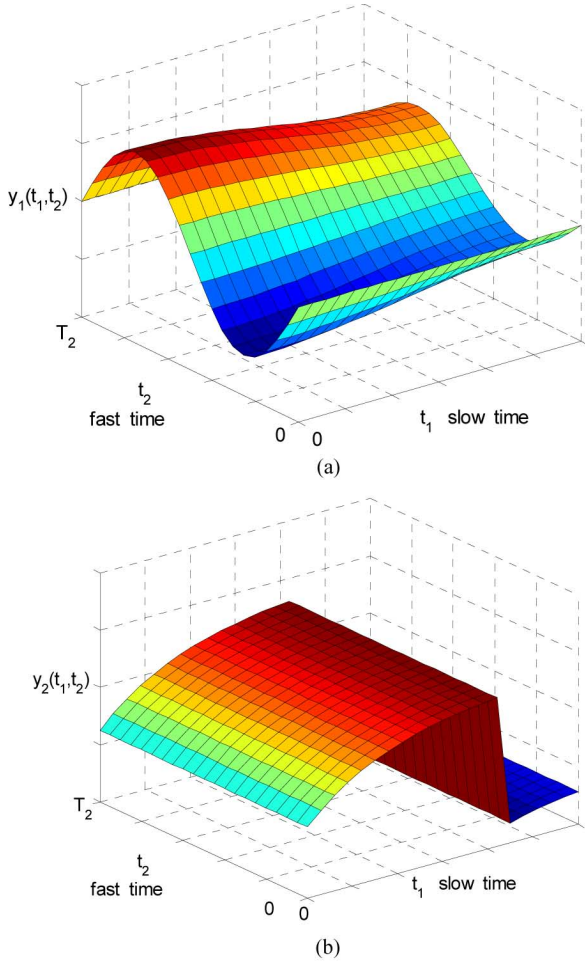 y1(t1,t2)
T2
t2
fast time
0
0
t1 slow time
(a)
y2(t1,t2)
T2
t2
fast time
0
0
t1 slow time
(b)